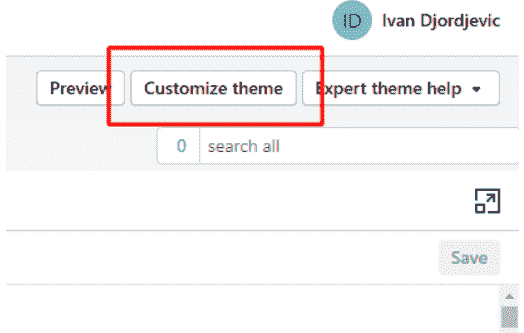 ID Ivan Djordjevic
Preview Customize theme Expert theme help
0 search all
Save